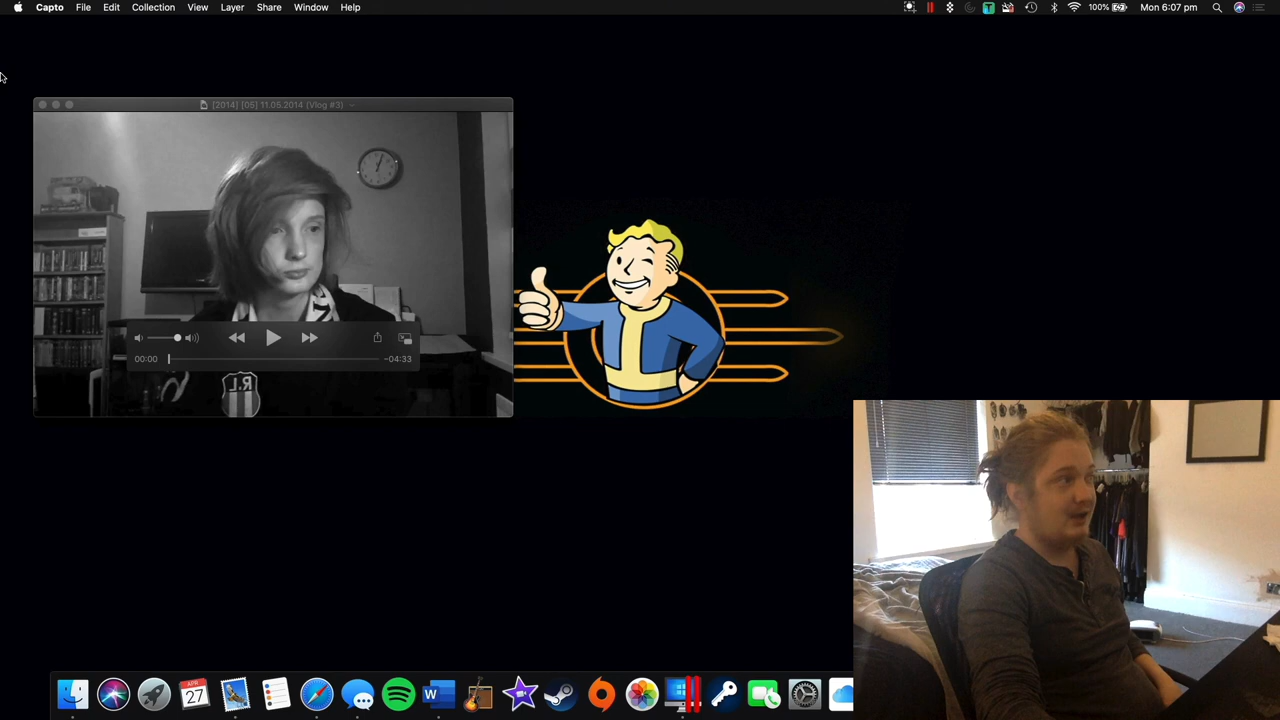 Capto File Edit Collection View Layer Share Window Help 100% Mon 6:07 pm
[2014] [05] 11.05.2014 (Vlog #3)
00:00 -04:33
APR
27
W